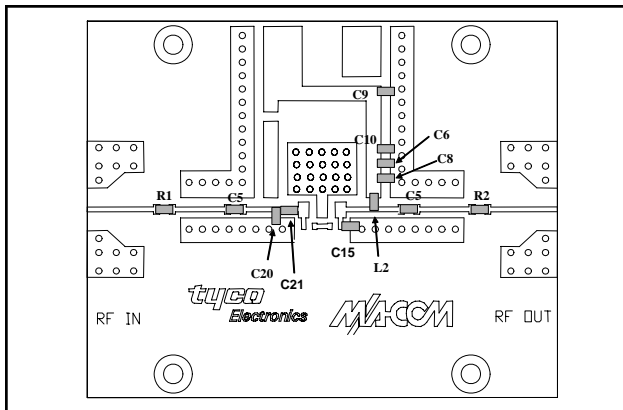 C9
C10
C6
C8
R1
C5
C5
R2
C20
C21
C15
L2
tyco
Electronics
M/A-COM
RF IN
RF OUT